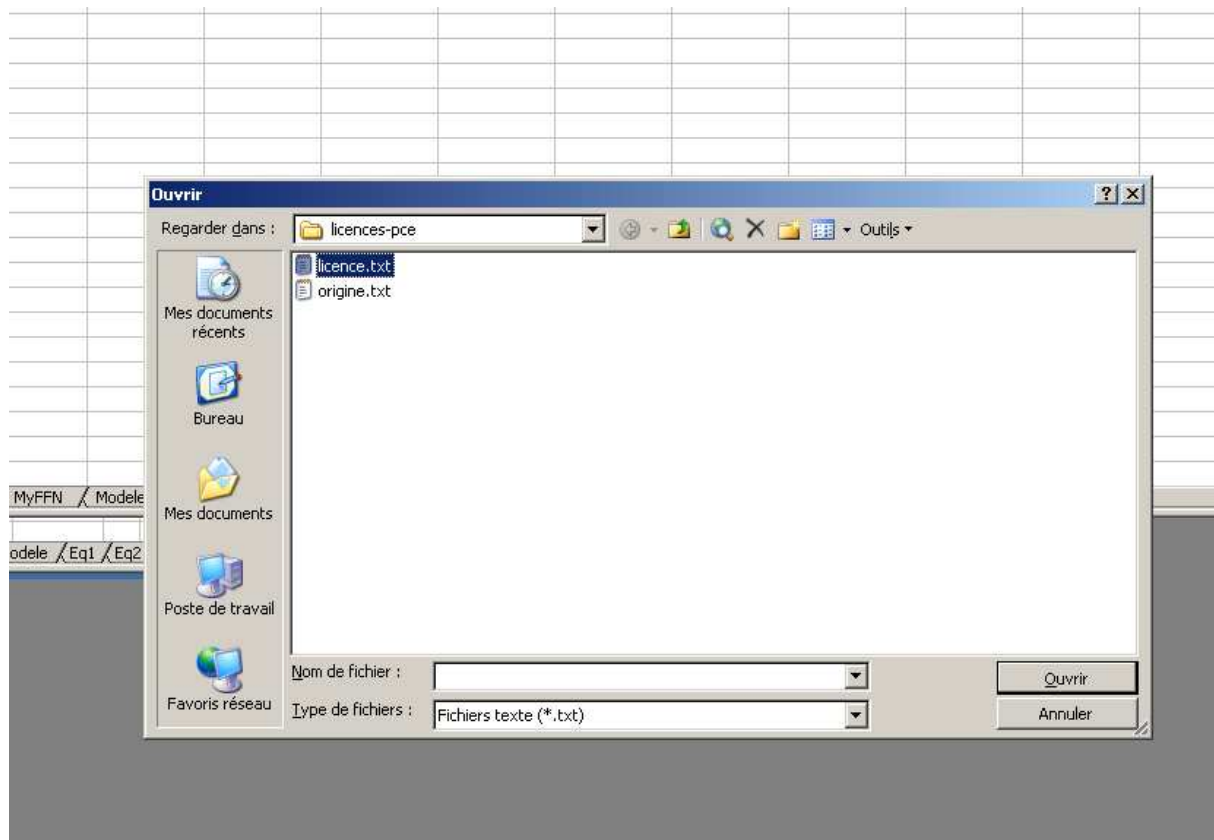 Ouvrir
Regarder dans :
licences-pce
Outils
licence.txt
origine.txt
Mes documents
récents
Bureau
Mes documents
Poste de travail
Favoris réseau
Nom de fichier :
Ouvrir
Type de fichiers :
Fichiers texte (*.txt)
Annuler
MyFFN / Modele
odele / Eq1 / Eq2